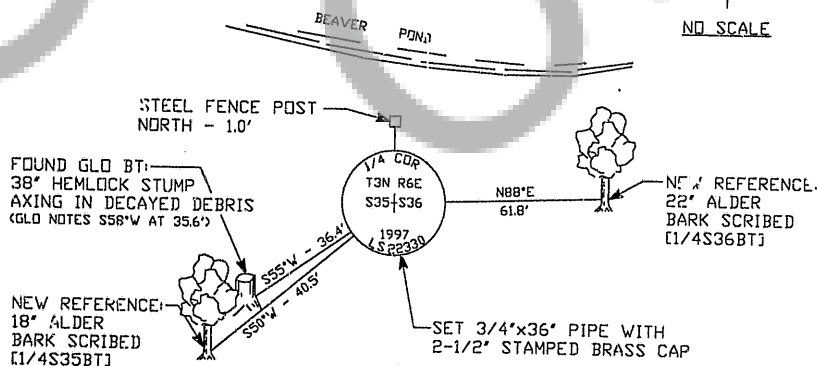 BEAVER POND
NO SCALE
STEEL FENCE POST
NORTH - 1.0'
FOUND GLO BT:
38" HEMLOCK STUMP
AXING IN DECAYED DEBRIS
(GLO NOTES S58°W AT 35.6')
1/4 COR
T3N R6E
S35 S36
1997
LS 22330
N88°E
61.8'
NEW REFERENCE:
22" ALDER
BARK SCRIBED
[1/4S36BT]
S55°W - 36.4'
S50°W - 40.5'
NEW REFERENCE:
18" ALDER
BARK SCRIBED
[1/4S35BT]
SET 3/4"x36" PIPE WITH
2-1/2" STAMPED BRASS CAP